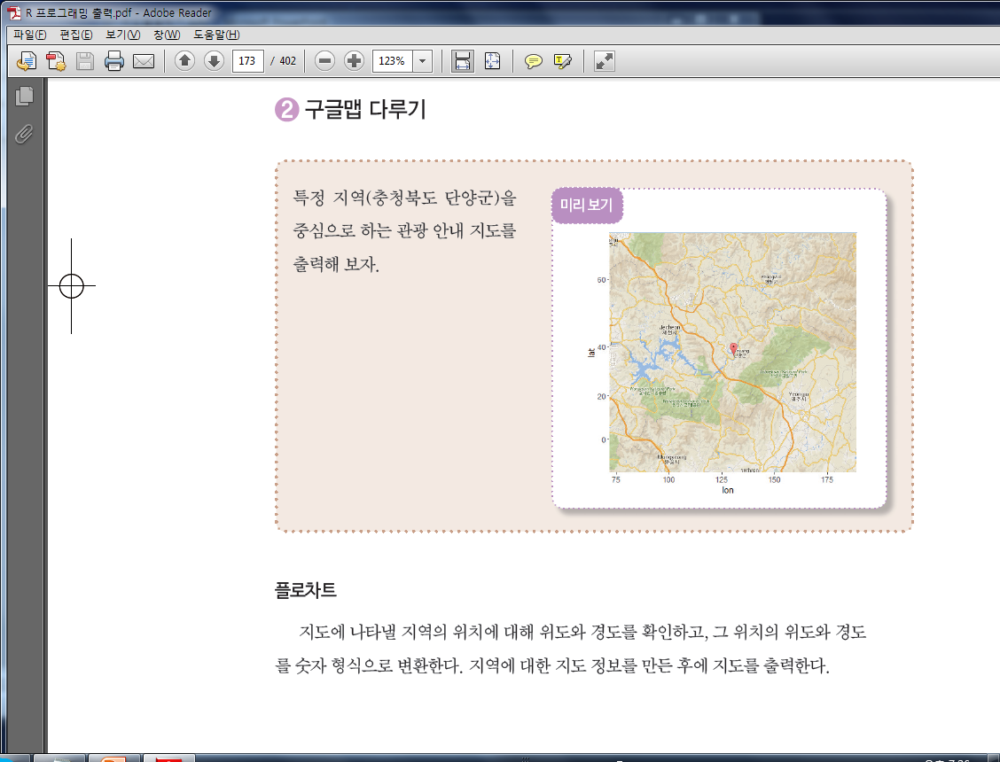 R 프로그래밍 출력.pdf - Adobe Reader
파일(F) 편집(E) 보기(V) 창(W) 도움말(H)
173 / 402 123%
2 구글맵 다루기
특정 지역(충청북도 단양군)을
중심으로 하는 관광 안내 지도를
출력해 보자.
미리 보기
60
Jecheon
제천시
40
lat
20
Yeongju
영주시
0
Mungyeong
문경시
75 100 125 150 175
lon
플로차트
지도에 나타낼 지역의 위치에 대해 위도와 경도를 확인하고, 그 위치의 위도와 경도
를 숫자 형식으로 변환한다. 지역에 대한 지도 정보를 만든 후에 지도를 출력한다.